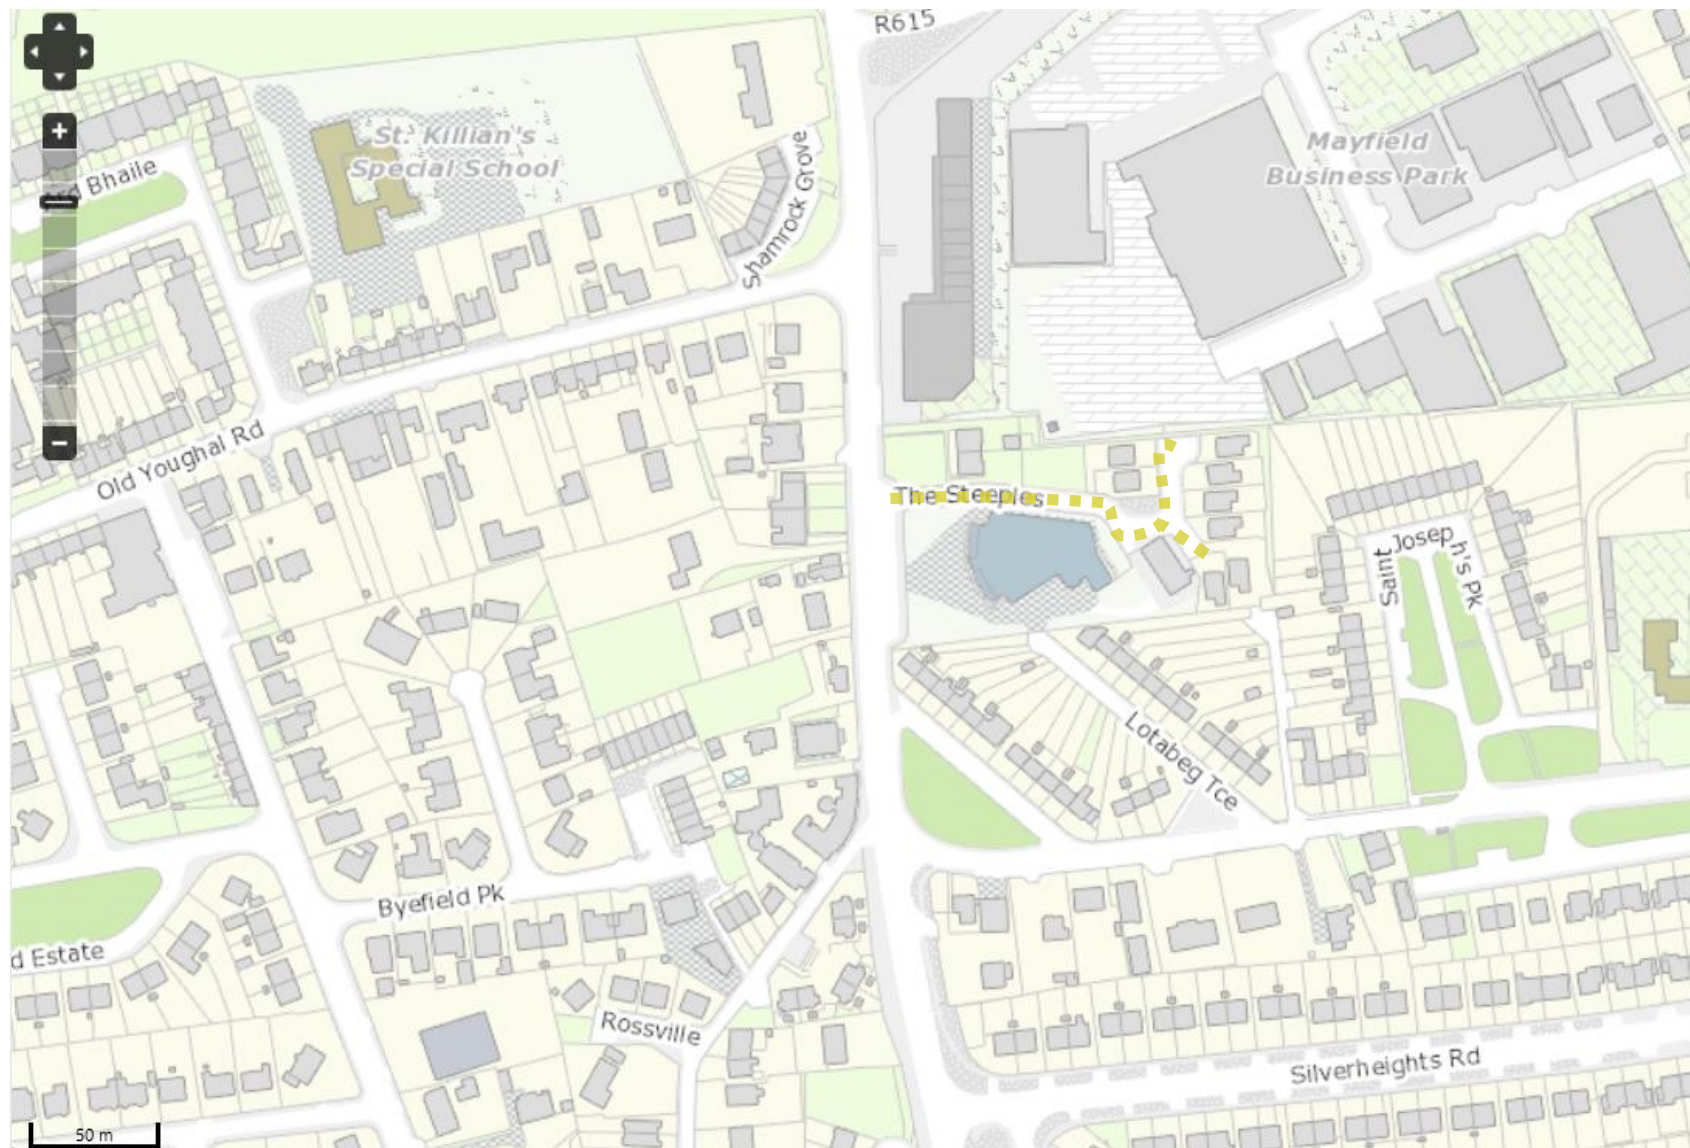 R615
St. Killian's
Special School
Mayfield
Business Park
Shamrock Grove
+
rd Bhaile
−
Old Youghal Rd
The Steeples
Saint
Josep
h's Pk
Lotabeg Tce
Byefield Pk
d Estate
Rossville
Silverheights Rd
50 m